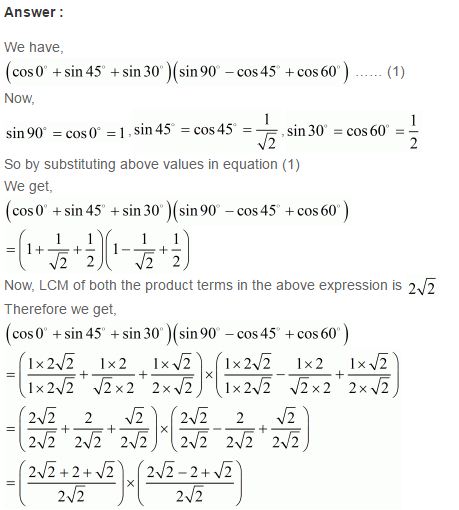 Answer :
We have,
(cos 0° + sin 45° + sin 30°)(sin 90° − cos 45° + cos 60°) ...... (1)
Now,
sin 90° = cos 0° = 1, sin 45° = cos 45° = 1/√2, sin 30° = cos 60° = 1/2
So by substituting above values in equation (1)
We get,
(cos 0° + sin 45° + sin 30°)(sin 90° − cos 45° + cos 60°)
= (1 + 1/√2 + 1/2)(1 − 1/√2 + 1/2)
Now, LCM of both the product terms in the above expression is 2√2
Therefore we get,
(cos 0° + sin 45° + sin 30°)(sin 90° − cos 45° + cos 60°)
= ((1×2√2)/(1×2√2) + (1×2)/(√2×2) + (1×√2)/(2×√2)) × ((1×2√2)/(1×2√2) − (1×2)/(√2×2) + (1×√2)/(2×√2))
= (2√2/2√2 + 2/2√2 + √2/2√2) × (2√2/2√2 − 2/2√2 + √2/2√2)
= ((2√2 + 2 + √2)/2√2) × ((2√2 − 2 + √2)/2√2)